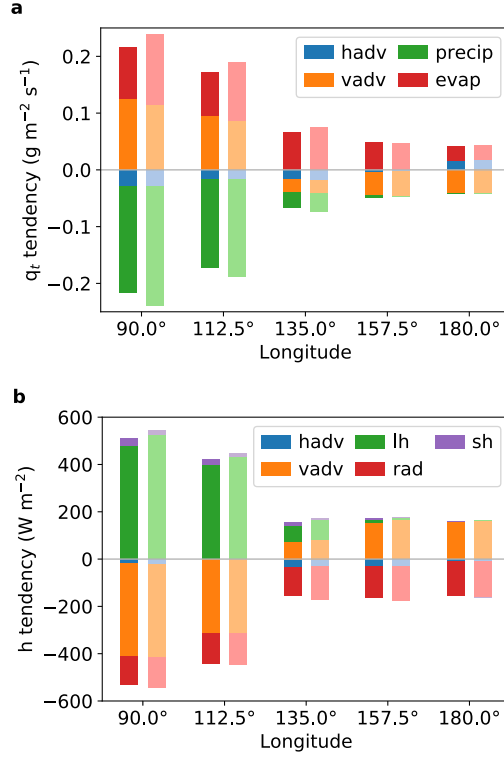 a
hadv precip
vadv evap
0.2
0.1
0.0
−0.1
−0.2
qₜ tendency (g m⁻² s⁻¹)
90.0° 112.5° 135.0° 157.5° 180.0°
Longitude
b
hadv lh sh
vadv rad
600
400
200
0
−200
−400
−600
h tendency (W m⁻²)
90.0° 112.5° 135.0° 157.5° 180.0°
Longitude